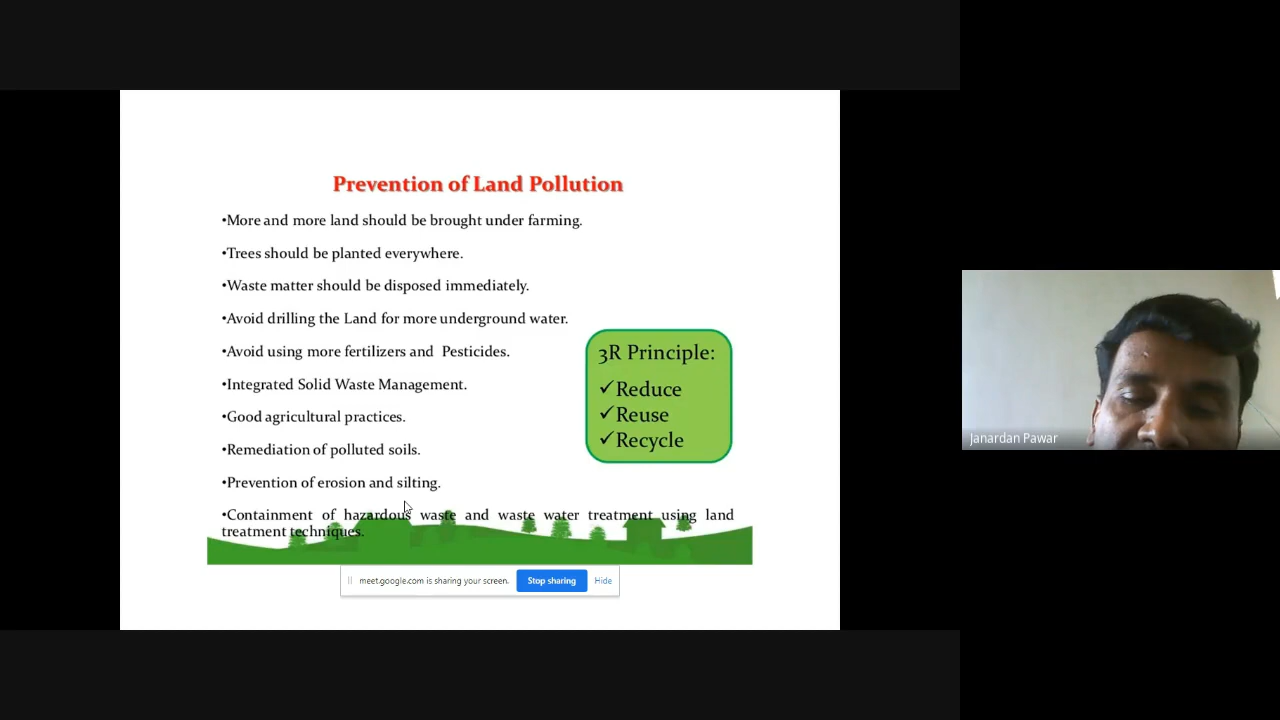 Prevention of Land Pollution
•More and more land should be brought under farming.
•Trees should be planted everywhere.
•Waste matter should be disposed immediately.
•Avoid drilling the Land for more underground water.
•Avoid using more fertilizers and Pesticides.
•Integrated Solid Waste Management.
•Good agricultural practices.
•Remediation of polluted soils.
•Prevention of erosion and silting.
•Containment of hazardous waste and waste water treatment using land
treatment techniques.
3R Principle:
✓Reduce
✓Reuse
✓Recycle
meet.google.com is sharing your screen. Stop sharing Hide
Janardan Pawar